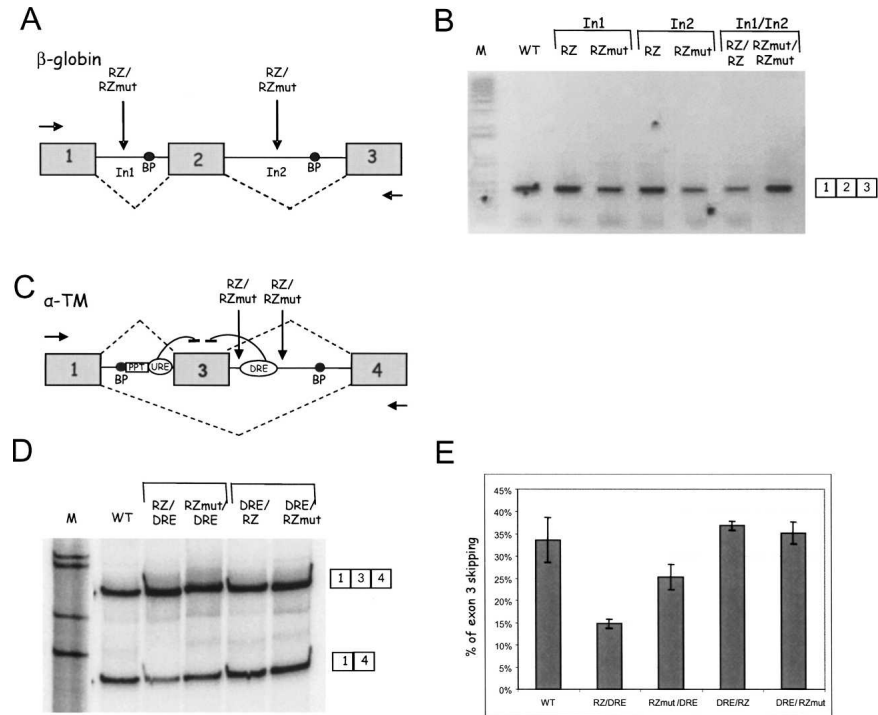 A
β-globin
RZ/ RZmut
RZ/ RZmut
1
In1
BP
2
In2
BP
3
B
In1
In2
In1/In2
M
WT
RZ
RZmut
RZ
RZmut
RZ/ RZ
RZmut/ RZmut
1 2 3
C
α-TM
RZ/ RZmut
RZ/ RZmut
1
BP
PPT
URE
3
DRE
BP
4
D
M
WT
RZ/ DRE
RZmut/ DRE
DRE/ RZ
DRE/ RZmut
1 3 4
1 4
E
% of exon 3 skipping
45%
40%
35%
30%
25%
20%
15%
10%
5%
0%
WT
RZ/DRE
RZmut/DRE
DRE/RZ
DRE/RZmut